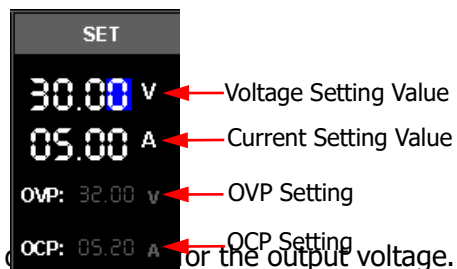 SET
30.00 V Voltage Setting Value
05.00 A Current Setting Value
OVP: 32.00 V OVP Setting
OCP: 05.20 A OCP Setting
or the output voltage.